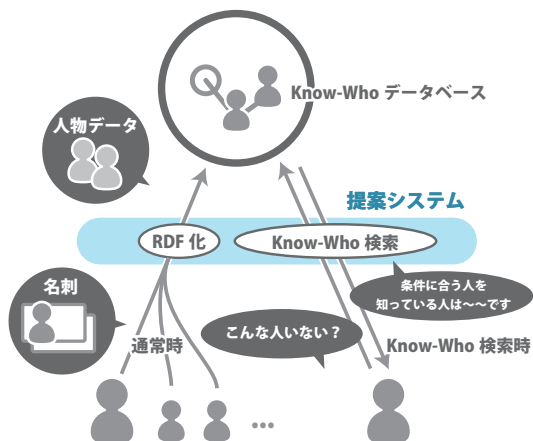 Know-Who データベース
人物データ
提案システム
RDF 化
Know-Who 検索
名刺
条件に合う人を
知っている人は～～です
こんな人いない？
通常時
Know-Who 検索時
...